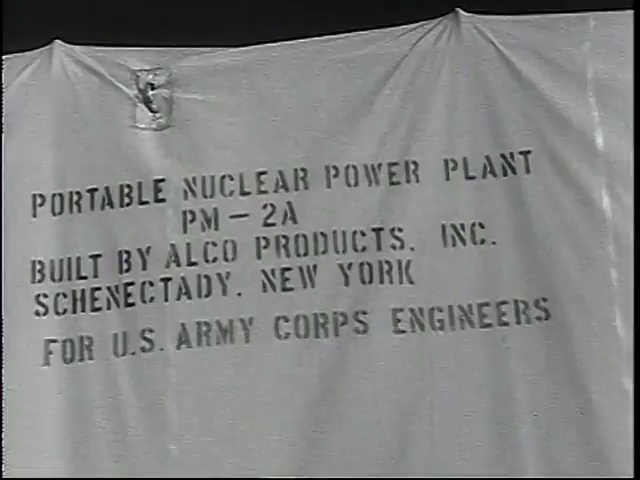 PORTABLE NUCLEAR POWER PLANT
PM-2A
BUILT BY ALCO PRODUCTS. INC.
SCHENECTADY. NEW YORK
FOR U.S. ARMY CORPS ENGINEERS